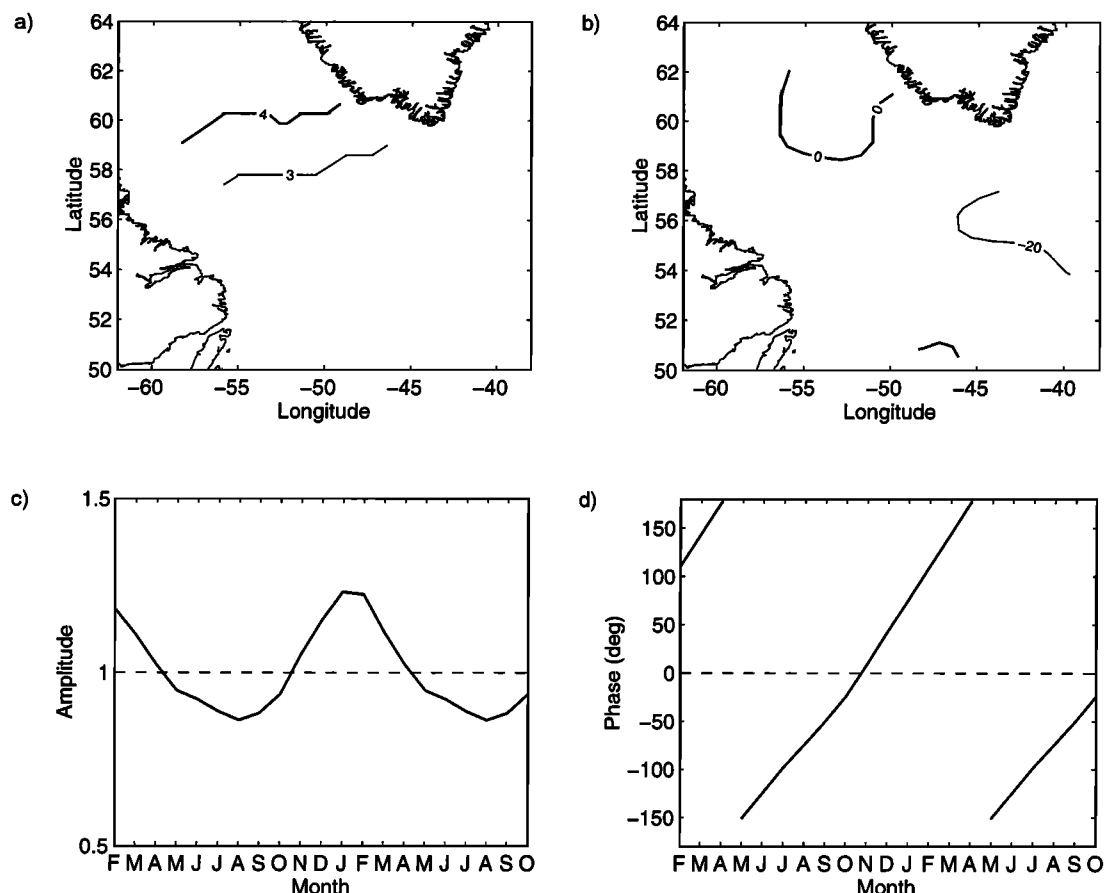 a)
64
62
60
58
56
54
52
50
Latitude
4
3
−60 −55 −50 −45 −40
Longitude
b)
64
62
60
58
56
54
52
50
Latitude
0
0
−20
−60 −55 −50 −45 −40
Longitude
c)
1.5
1
0.5
Amplitude
F M A M J J A S O N D J F M A M J J A S O
Month
d)
150
100
50
0
−50
−100
−150
Phase (deg)
F M A M J J A S O N D J F M A M J J A S O
Month